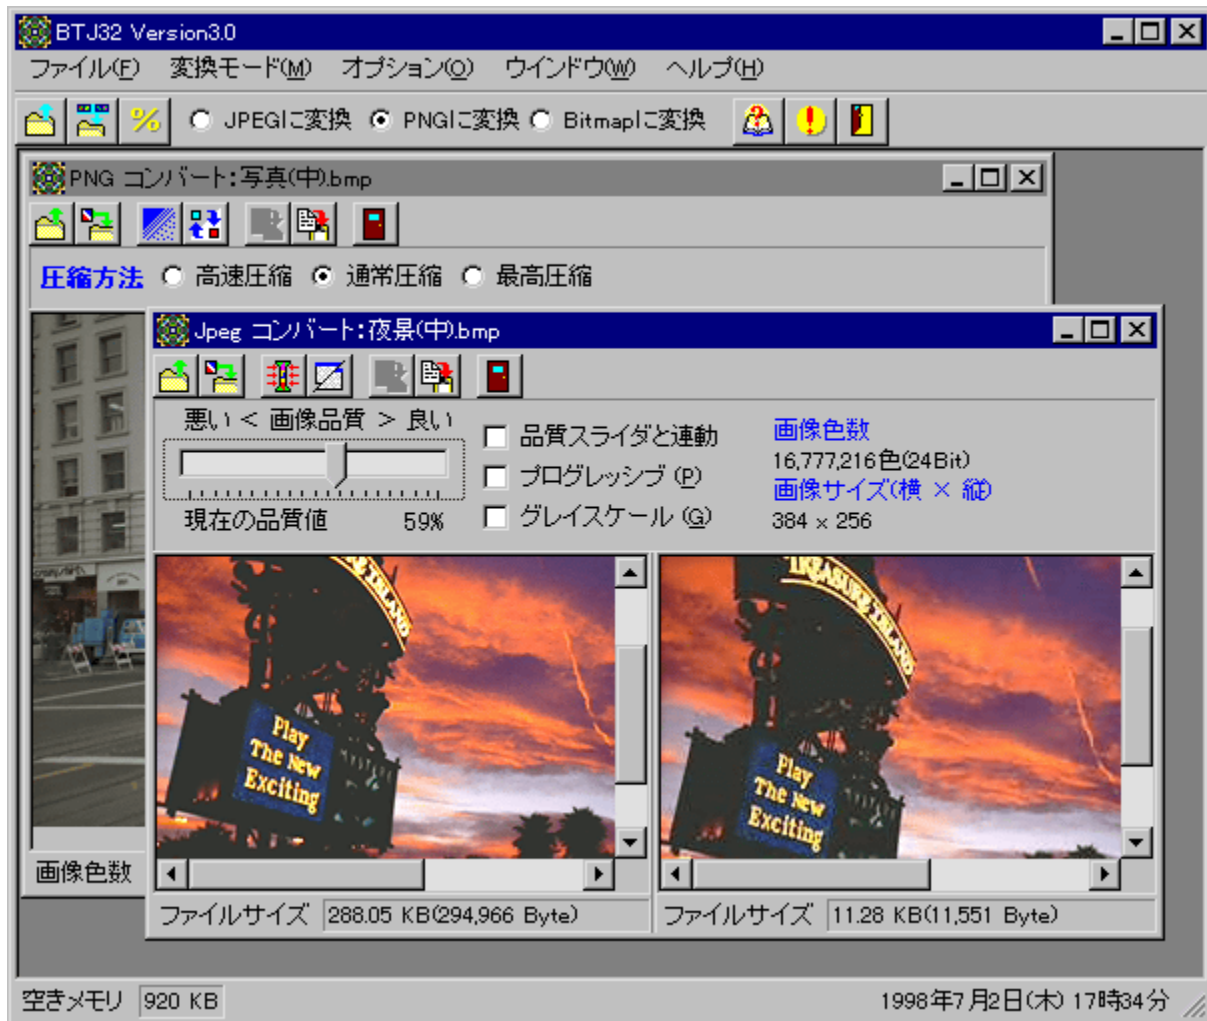 BTJ32 Version3.0
ファイル(F) 変換モード(M) オプション(O) ウインドウ(W) ヘルプ(H)
JPEGに変換 PNGに変換 Bitmapに変換
PNG コンバート:写真(中).bmp
圧縮方法 高速圧縮 通常圧縮 最高圧縮
Jpeg コンバート:夜景(中).bmp
悪い < 画像品質 > 良い
現在の品質値 59%
品質スライダと連動
プログレッシブ (P)
グレイスケール (G)
画像色数
16,777,216色(24Bit)
画像サイズ(横 × 縦)
384 × 256
ISLAND
Play
The New
Exciting
TREASURE ISLAND
Play
The New
Exciting
画像色数
ファイルサイズ 288.05 KB(294,966 Byte)
ファイルサイズ 11.28 KB(11,551 Byte)
空きメモリ 920 KB
1998年7月2日(木) 17時34分